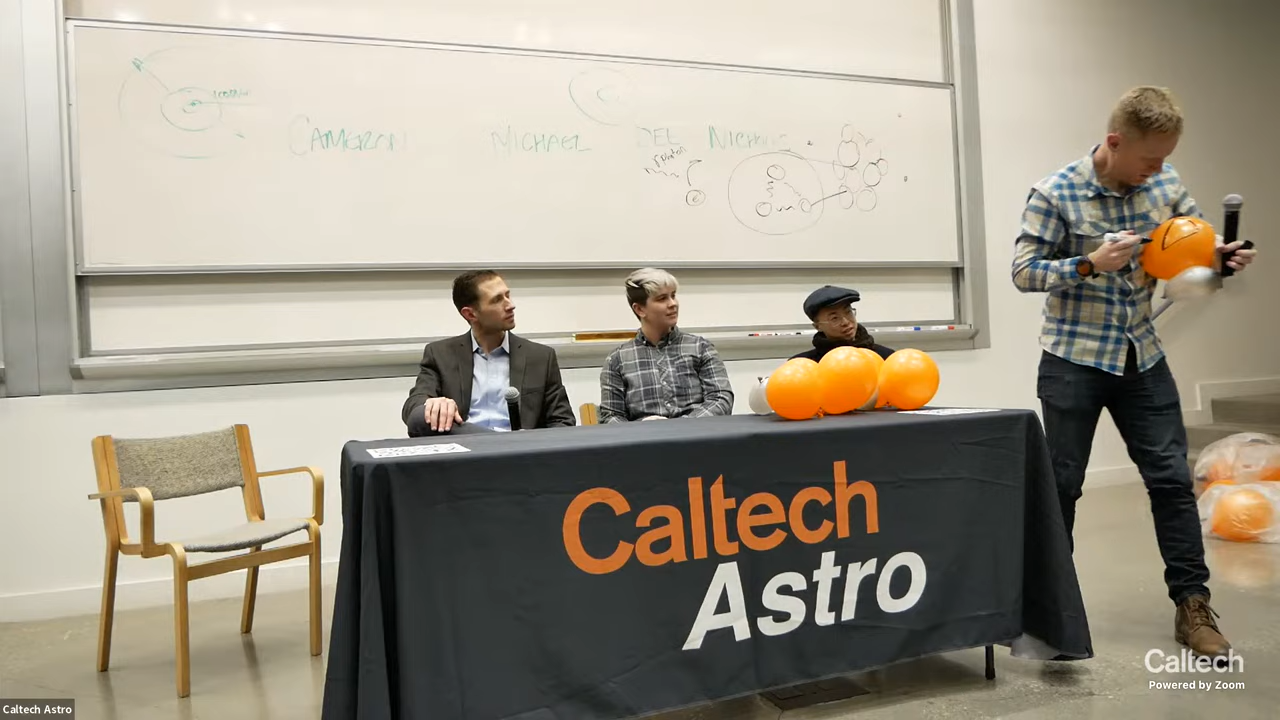 CAMERON MICHAEL DEL
Caltech
Astro
Caltech
Powered by Zoom
Caltech Astro